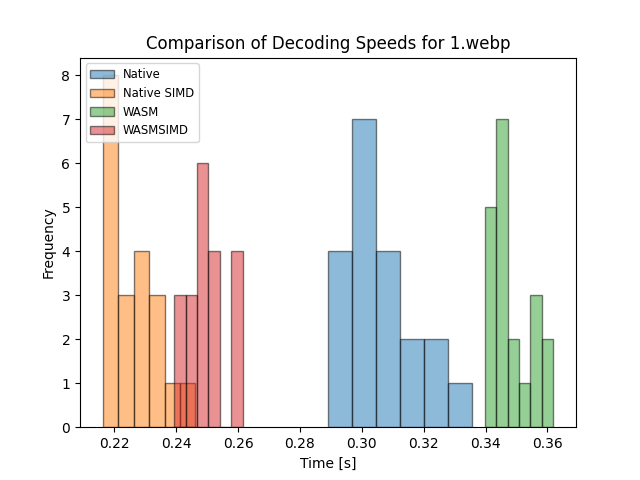 Comparison of Decoding Speeds for 1.webp
Native
Native SIMD
WASM
WASMSIMD
8
7
6
5
4
3
2
1
0
Frequency
0.22 0.24 0.26 0.28 0.30 0.32 0.34 0.36
Time [s]